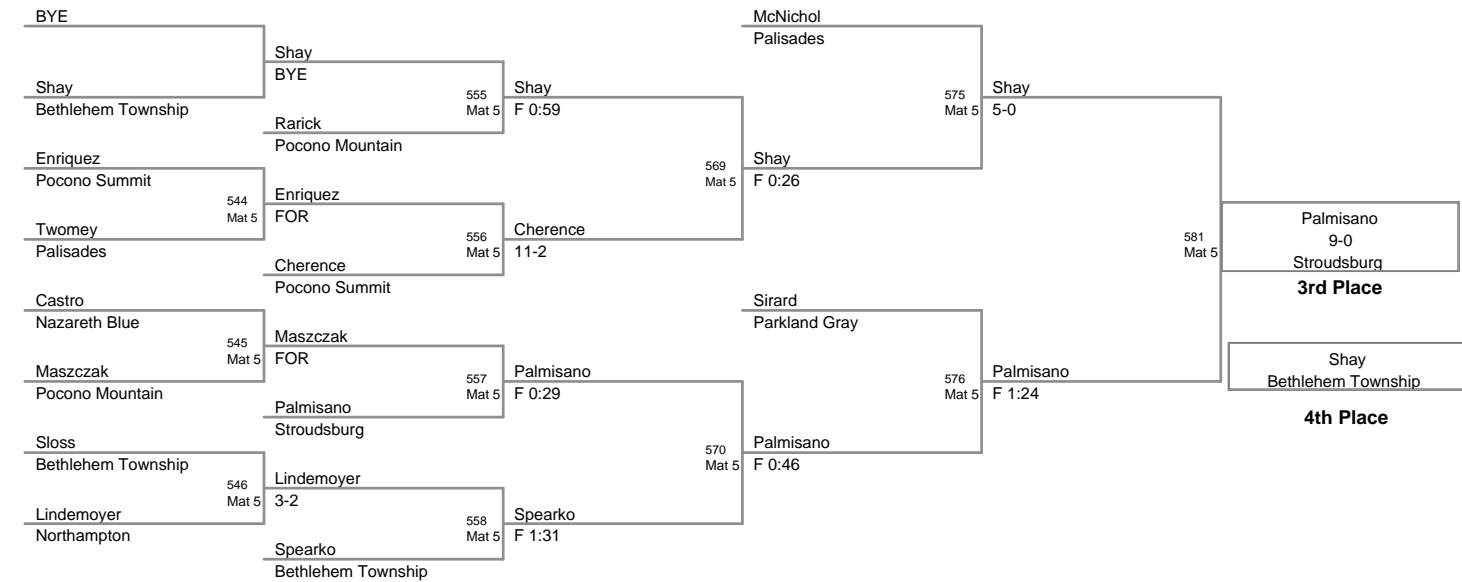 BYE
Shay
Bethlehem Township
Enriquez
Pocono Summit
Twomey
Palisades
Castro
Nazareth Blue
Maszczak
Pocono Mountain
Sloss
Bethlehem Township
Lindemoyer
Northampton
544
Mat 5
545
Mat 5
546
Mat 5
Shay
BYE
Rarick
Pocono Mountain
Enriquez
FOR
Cherence
Pocono Summit
Maszczak
FOR
Palmisano
Stroudsburg
Lindemoyer
3-2
Spearko
Bethlehem Township
555
Mat 5
556
Mat 5
557
Mat 5
558
Mat 5
Shay
F 0:59
Cherence
11-2
Palmisano
F 0:29
Spearko
F 1:31
569
Mat 5
570
Mat 5
McNichol
Palisades
Shay
F 0:26
Sirard
Parkland Gray
Palmisano
F 0:46
575
Mat 5
576
Mat 5
Shay
5-0
Palmisano
F 1:24
581
Mat 5
Palmisano
9-0
Stroudsburg
3rd Place
Shay
Bethlehem Township
4th Place